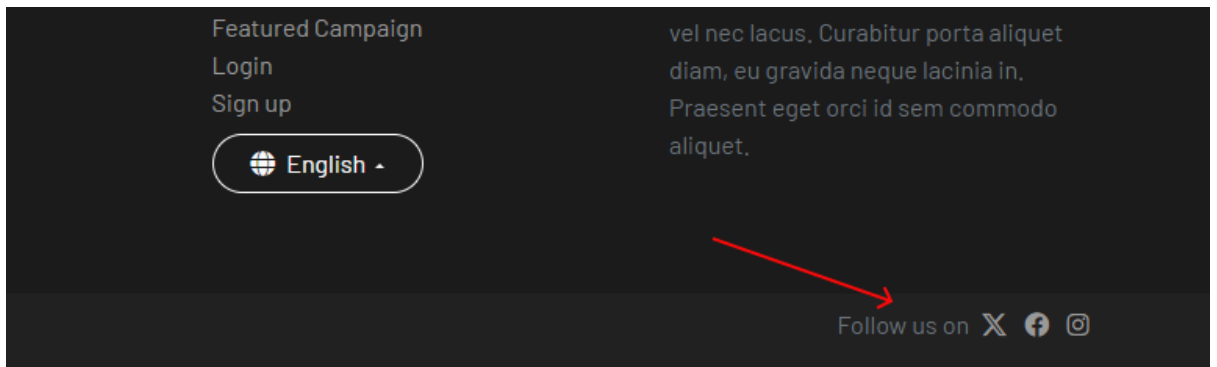 Featured Campaign
Login
Sign up
English
vel nec lacus. Curabitur porta aliquet
diam, eu gravida neque lacinia in.
Praesent eget orci id sem commodo
aliquet.
Follow us on